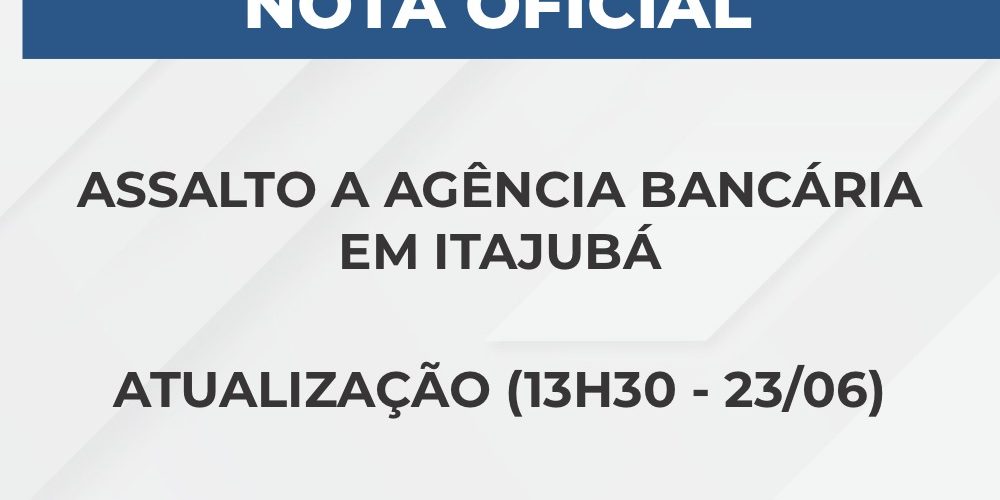 NOTA OFICIAL
ASSALTO A AGÊNCIA BANCÁRIA
EM ITAJUBÁ
ATUALIZAÇÃO (13H30 - 23/06)